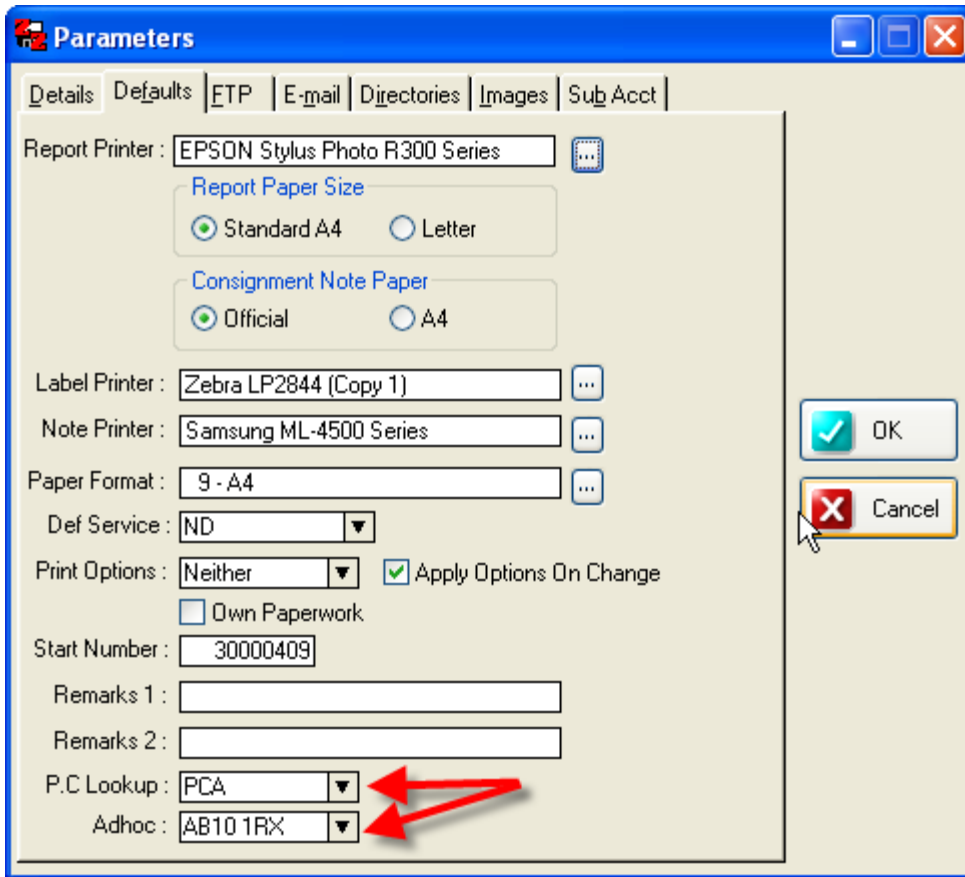 Parameters
Details Defaults FTP E-mail Directories Images Sub Acct
Report Printer : EPSON Stylus Photo R300 Series ...
Report Paper Size
Standard A4 Letter
Consignment Note Paper
Official A4
Label Printer : Zebra LP2844 (Copy 1) ...
Note Printer : Samsung ML-4500 Series ...
OK
Paper Format : 9 - A4 ...
Cancel
Def Service : ND
Print Options : Neither Apply Options On Change
Own Paperwork
Start Number : 30000409
Remarks 1 :
Remarks 2 :
P.C Lookup : PCA
Adhoc : AB10 1RX